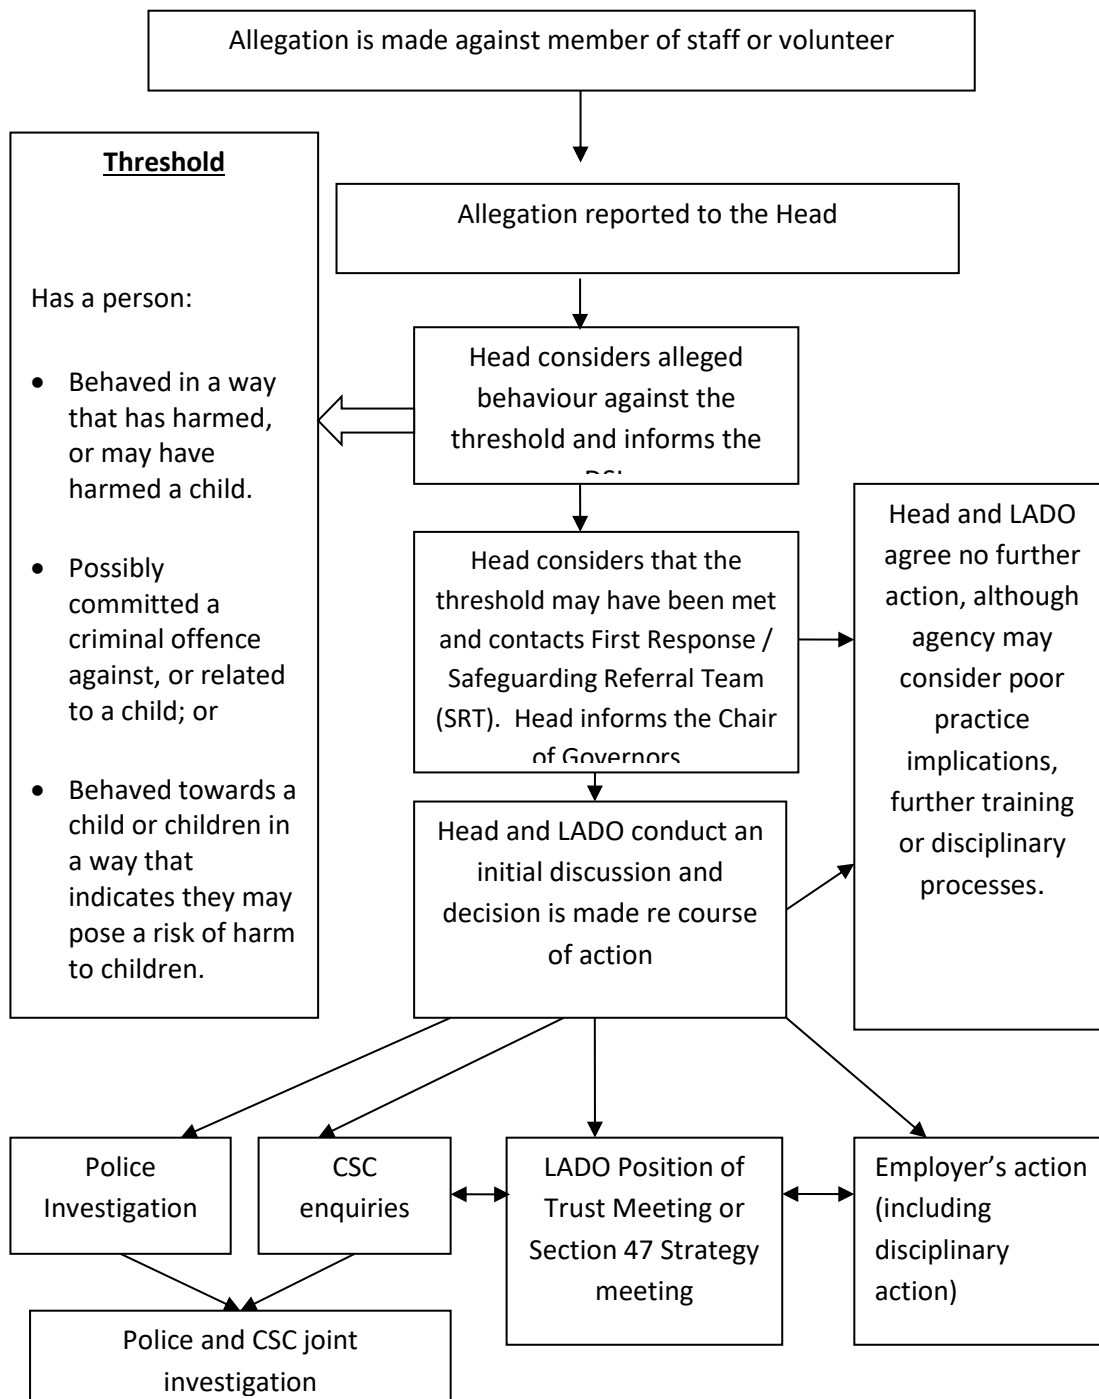 Allegation is made against member of staff or volunteer
Threshold
Has a person:
• Behaved in a way
that has harmed,
or may have
harmed a child.
• Possibly
committed a
criminal offence
against, or related
to a child; or
• Behaved towards a
child or children in
a way that
indicates they may
pose a risk of harm
to children.
Allegation reported to the Head
Head considers alleged
behaviour against the
threshold and informs the
Head considers that the
threshold may have been met
and contacts First Response /
Safeguarding Referral Team
(SRT).  Head informs the Chair
of Governors
Head and LADO
agree no further
action, although
agency may
consider poor
practice
implications,
further training
or disciplinary
processes.
Head and LADO conduct an
initial discussion and
decision is made re course
of action
Police
Investigation
CSC
enquiries
LADO Position of
Trust Meeting or
Section 47 Strategy
meeting
Employer’s action
(including
disciplinary
action)
Police and CSC joint
investigation